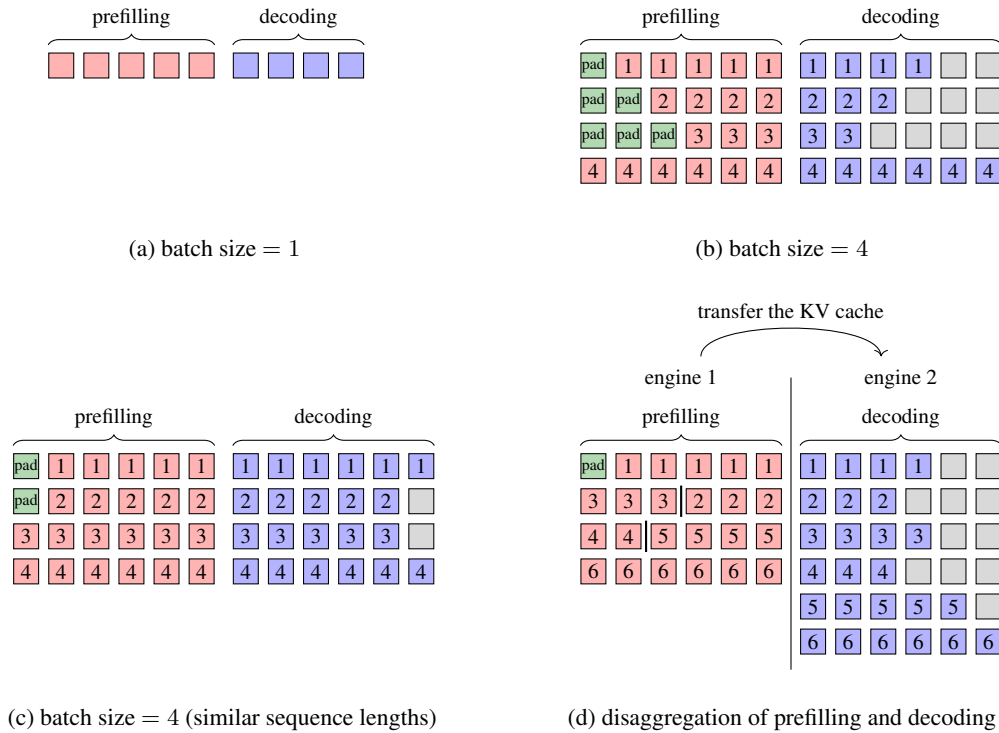 prefilling decoding
pad 1 1 1 1 1 1 1 1 1
pad pad 2 2 2 2 2 2 2
pad pad pad 3 3 3 3 3
4 4 4 4 4 4 4 4 4 4 4 4
prefilling decoding
(a) batch size = 1
(b) batch size = 4
transfer the KV cache
engine 1 engine 2
prefilling decoding
pad 1 1 1 1 1 1 1 1 1 1 1
pad 2 2 2 2 2 2 2 2 2 2
3 3 3 3 3 3 3 3 3 3 3
4 4 4 4 4 4 4 4 4 4 4 4
(c) batch size = 4 (similar sequence lengths)
prefilling decoding
pad 1 1 1 1 1 1 1 1 1
3 3 3 2 2 2 2 2 2
4 4 5 5 5 5 3 3 3 3
6 6 6 6 6 6 4 4 4
5 5 5 5 5
6 6 6 6 6 6
(d) disaggregation of prefilling and decoding